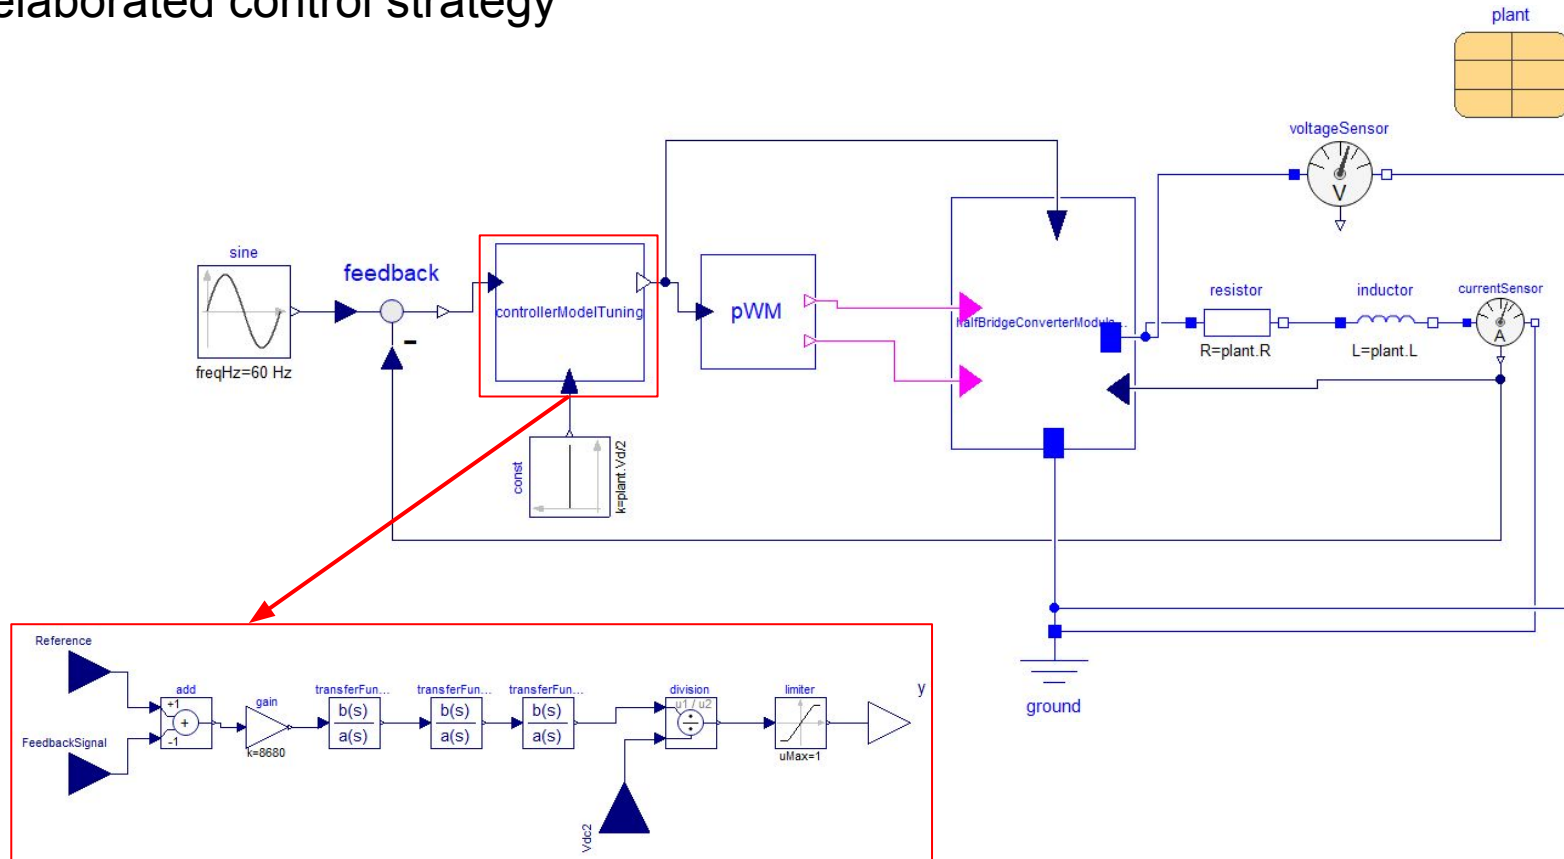 elaborated control strategy
plant
voltageSensor
V
sine
feedback
-
freqHz=60 Hz
controllerModelTuning
pWM
halfBridgeConverterModule...
resistor
inductor
currentSensor
A
R=plant.R
L=plant.L
const
k=plant.Vd/2
ground
Reference
FeedbackSignal
add
+1
+
-1
gain
k=8680
transferFun...
b(s)
a(s)
transferFun...
b(s)
a(s)
transferFun...
b(s)
a(s)
division
u1 / u2
÷
Vdc2
limiter
uMax=1
y